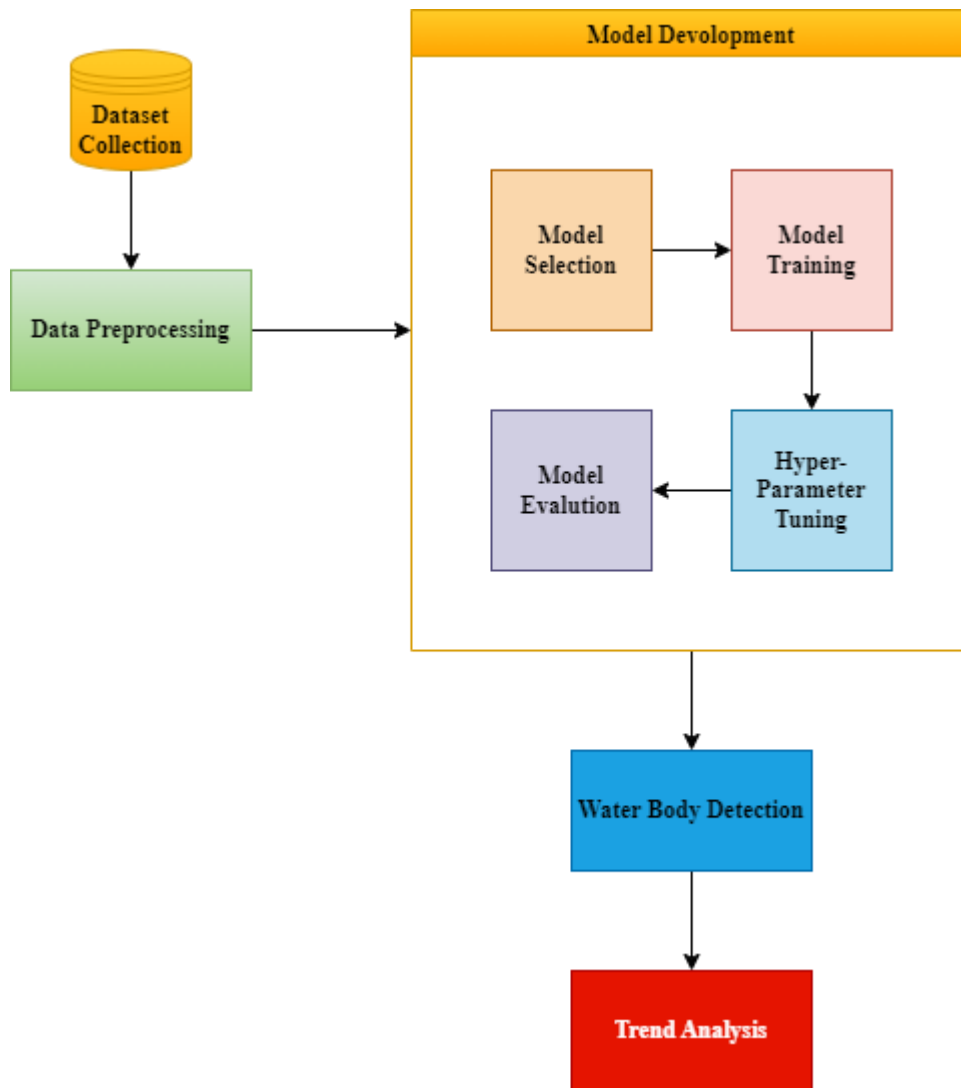 Model Devolopment
Dataset
Collection
Model
Selection
Model
Training
Data Preprocessing
Model
Evalution
Hyper-
Parameter
Tuning
Water Body Detection
Trend Analysis